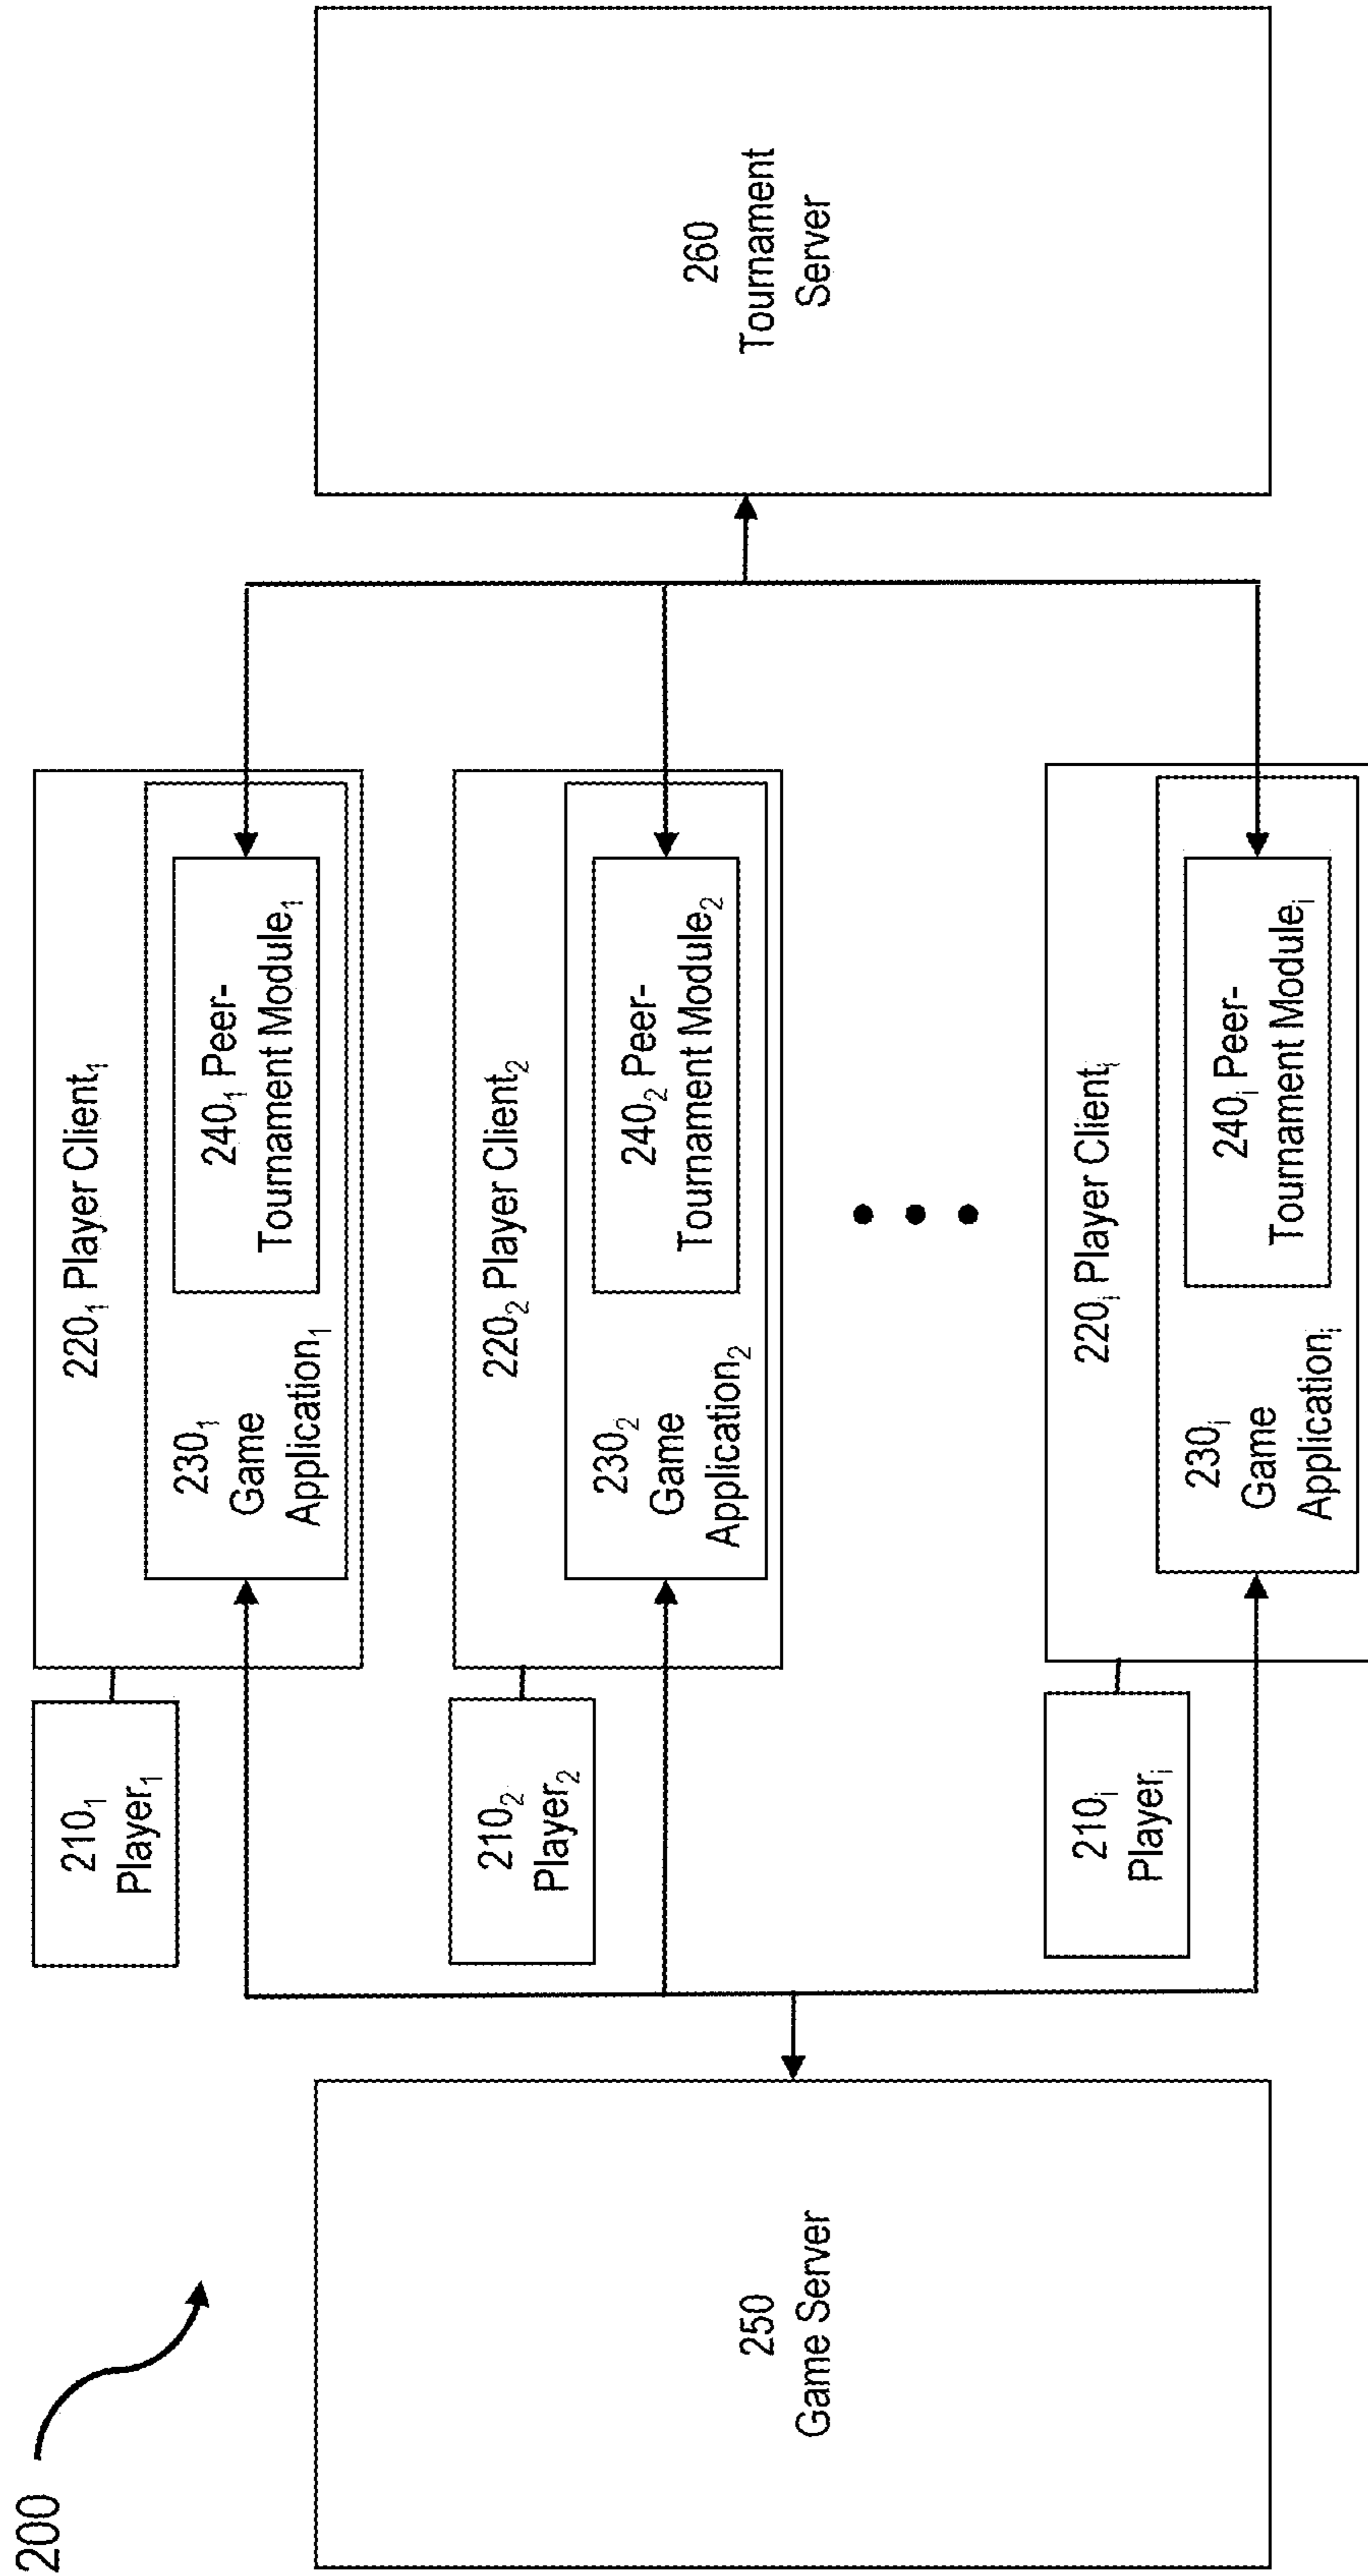 200
250
Game Server
210₁
Player₁
220₁ Player Client₁
230₁
Game
Application₁
240₁ Peer-
Tournament Module₁
210₂
Player₂
220₂ Player Client₂
230₂
Game
Application₂
240₂ Peer-
Tournament Module₂
210ᵢ
Playerᵢ
220ᵢ Player Clientᵢ
230ᵢ
Game
Applicationᵢ
240ᵢ Peer-
Tournament Moduleᵢ
260
Tournament
Server